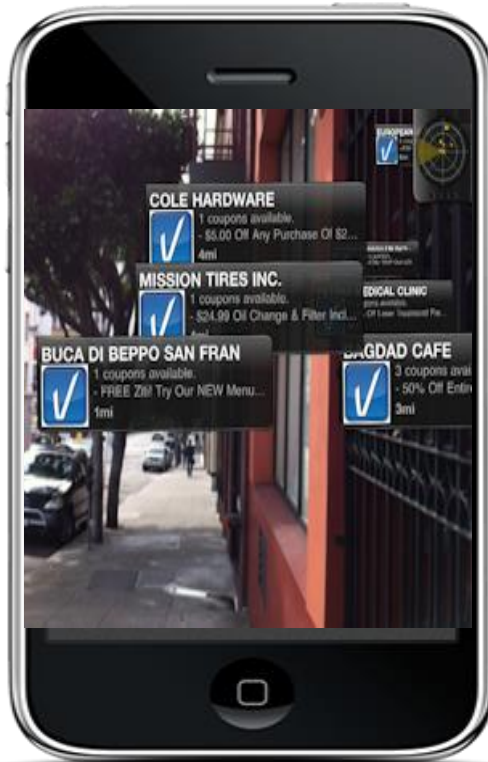 EUROPEAN
COLE HARDWARE
1 coupons available.
- $5.00 Off Any Purchase Of $2...
4mi
MISSION TIRES INC.
1 coupons available.
- $24.99 Oil Change & Filter Incl...
EDICAL CLINIC
BUCA DI BEPPO SAN FRAN
1 coupons available.
- FREE Ziti! Try Our NEW Menu...
1mi
BAGDAD CAFE
3 coupons avai
- 50% Off Entir
3mi